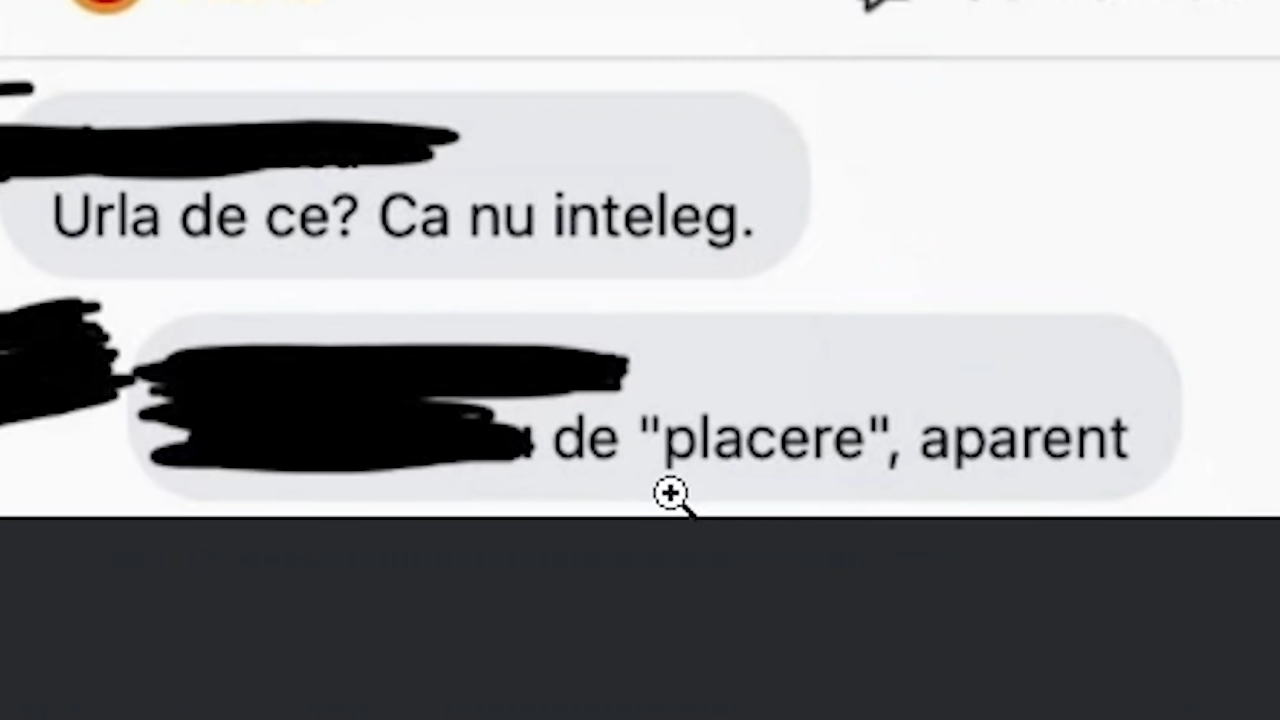 Urla de ce? Ca nu inteleg.
de "placere", aparent